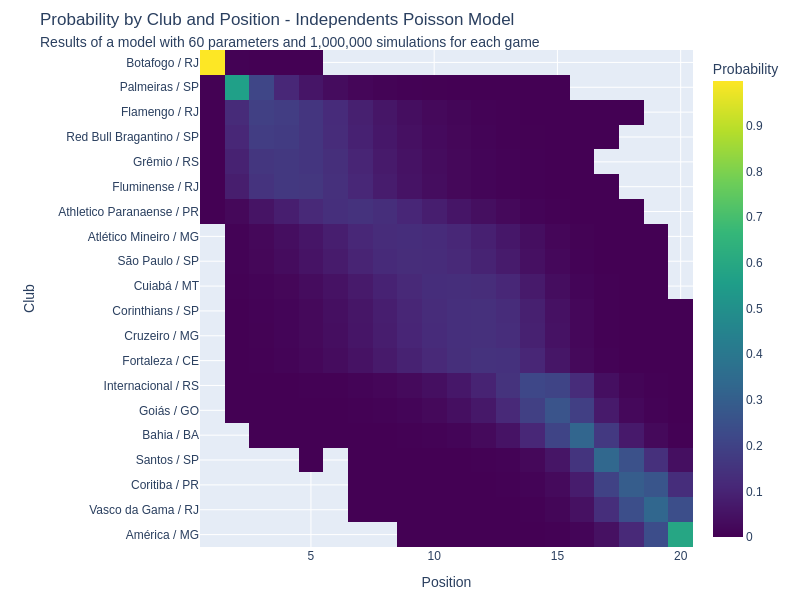 Probability by Club and Position - Independents Poisson Model
Results of a model with 60 parameters and 1,000,000 simulations for each game
Probability
Botafogo / RJ
Palmeiras / SP
Flamengo / RJ
Red Bull Bragantino / SP
Grêmio / RS
Fluminense / RJ
Athletico Paranaense / PR
Atlético Mineiro / MG
São Paulo / SP
Cuiabá / MT
Corinthians / SP
Cruzeiro / MG
Fortaleza / CE
Internacional / RS
Goiás / GO
Bahia / BA
Santos / SP
Coritiba / PR
Vasco da Gama / RJ
América / MG
Club
5
10
15
20
Position
0.9
0.8
0.7
0.6
0.5
0.4
0.3
0.2
0.1
0